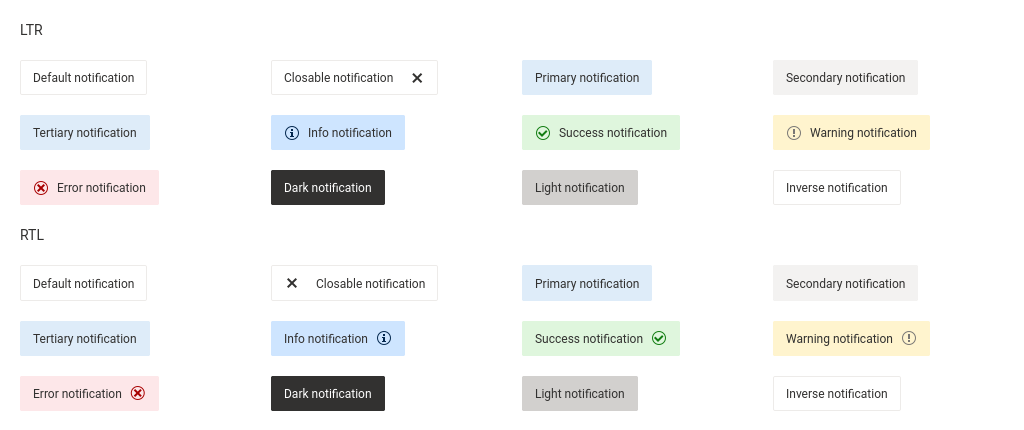 LTR
Default notification
Closable notification
Primary notification
Secondary notification
Tertiary notification
Info notification
Success notification
Warning notification
Error notification
Dark notification
Light notification
Inverse notification
RTL
Default notification
Closable notification
Primary notification
Secondary notification
Tertiary notification
Info notification
Success notification
Warning notification
Error notification
Dark notification
Light notification
Inverse notification